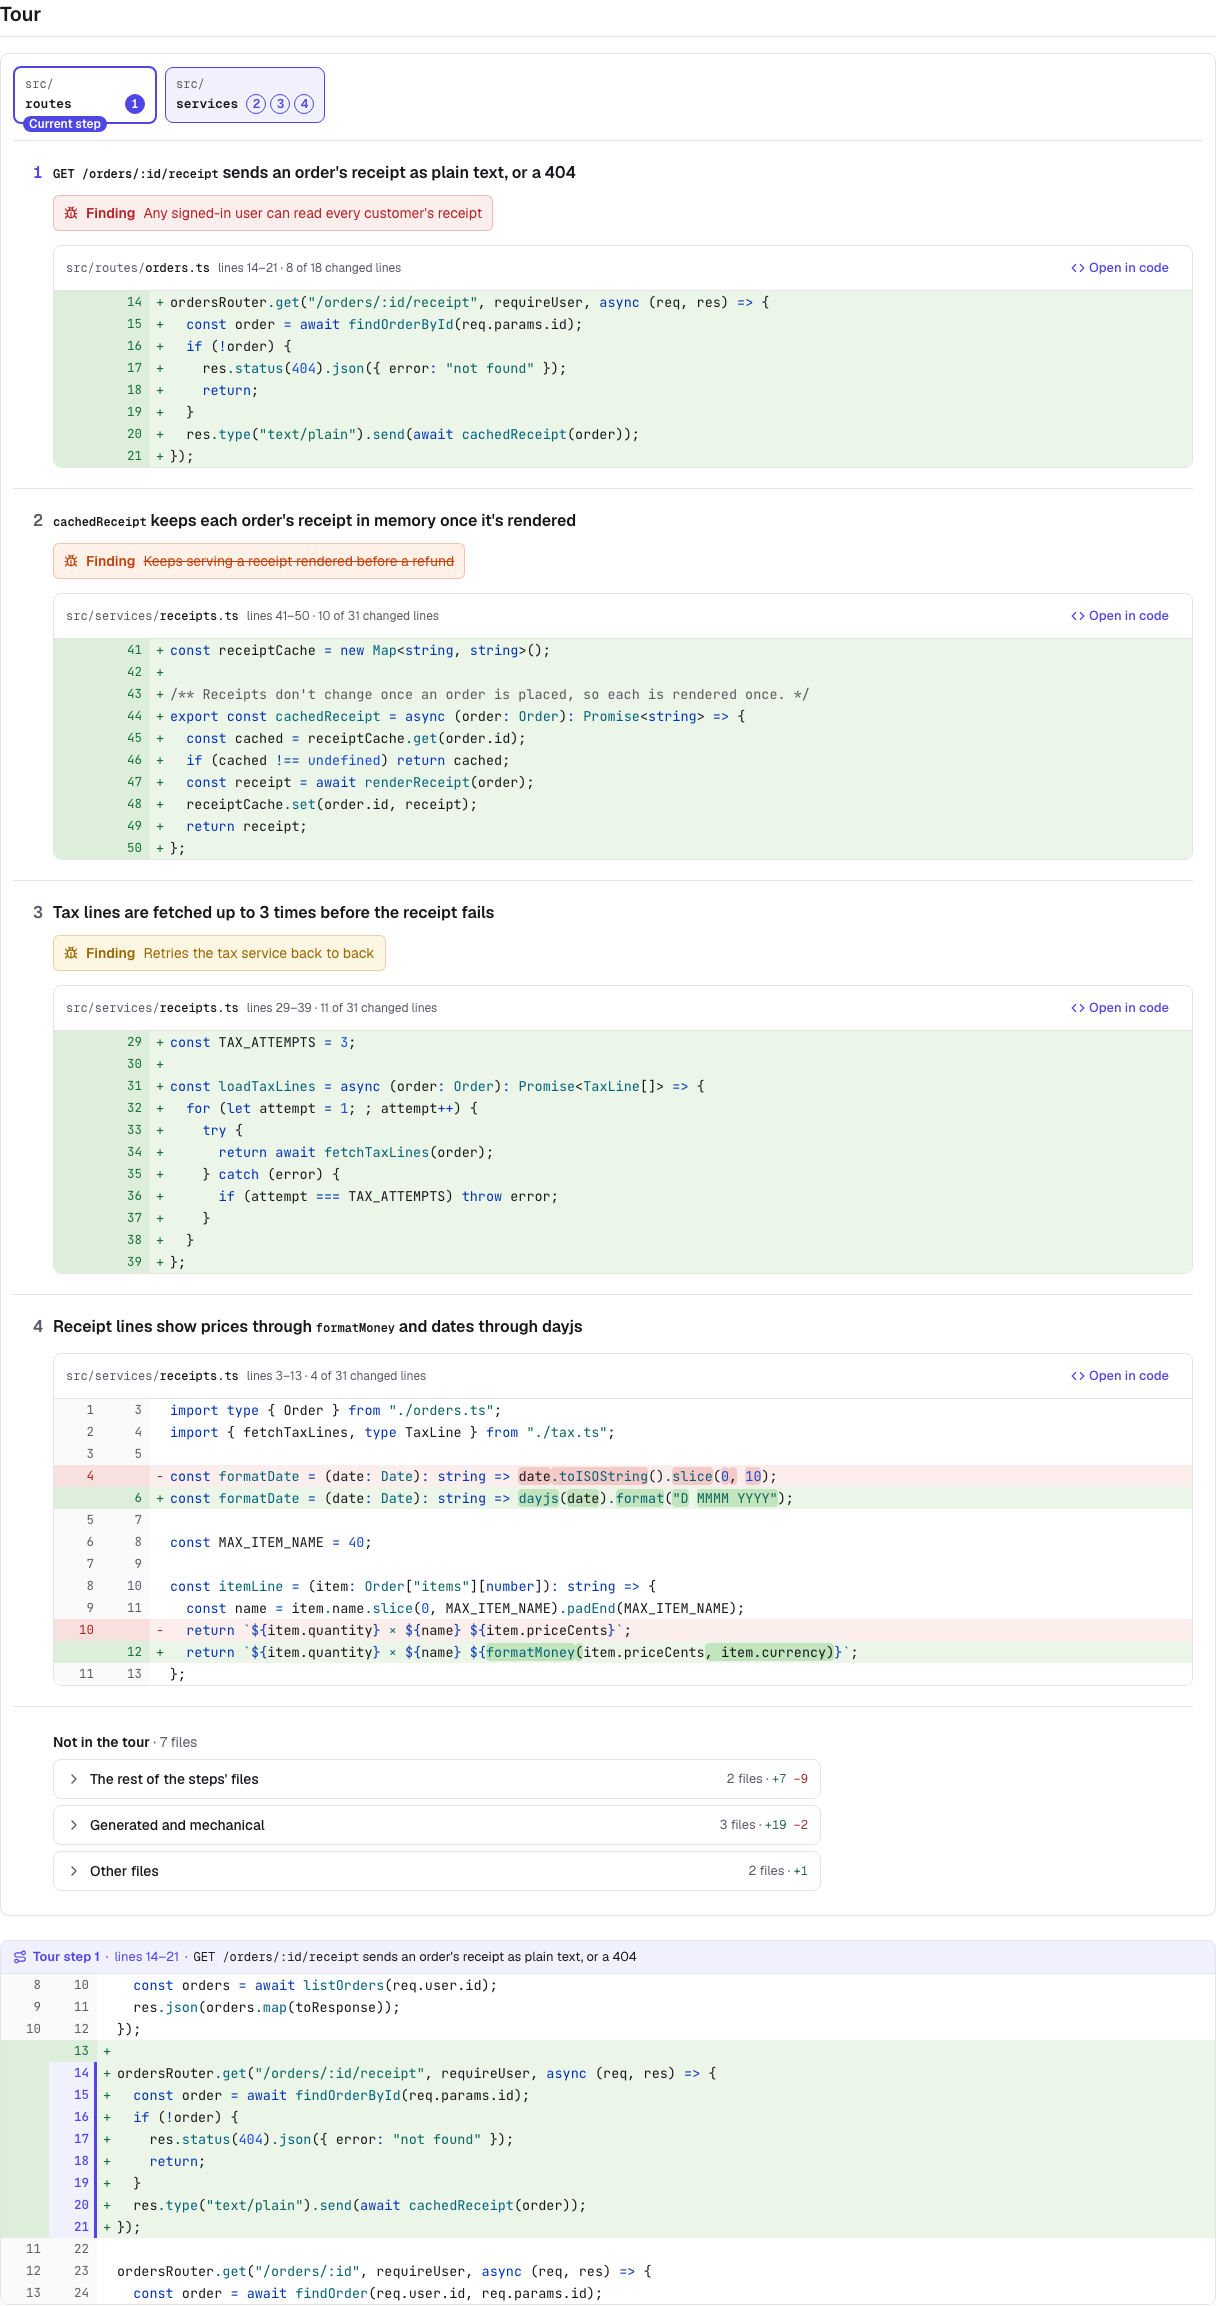 Tour
src/
routes 1
Current step
src/
services 2 3 4
1 GET /orders/:id/receipt sends an order's receipt as plain text, or a 404
Finding Any signed-in user can read every customer's receipt
src/routes/orders.ts lines 14–21 · 8 of 18 changed lines <> Open in code
14 + ordersRouter.get("/orders/:id/receipt", requireUser, async (req, res) => {
15 + const order = await findOrderById(req.params.id);
16 + if (!order) {
17 + res.status(404).json({ error: "not found" });
18 + return;
19 + }
20 + res.type("text/plain").send(await cachedReceipt(order));
21 + });
2 cachedReceipt keeps each order's receipt in memory once it's rendered
Finding Keeps serving a receipt rendered before a refund
src/services/receipts.ts lines 41–50 · 10 of 31 changed lines <> Open in code
41 + const receiptCache = new Map<string, string>();
42 +
43 + /** Receipts don't change once an order is placed, so each is rendered once. */
44 + export const cachedReceipt = async (order: Order): Promise<string> => {
45 + const cached = receiptCache.get(order.id);
46 + if (cached !== undefined) return cached;
47 + const receipt = await renderReceipt(order);
48 + receiptCache.set(order.id, receipt);
49 + return receipt;
50 + };
3 Tax lines are fetched up to 3 times before the receipt fails
Finding Retries the tax service back to back
src/services/receipts.ts lines 29–39 · 11 of 31 changed lines <> Open in code
29 + const TAX_ATTEMPTS = 3;
30 +
31 + const loadTaxLines = async (order: Order): Promise<TaxLine[]> => {
32 + for (let attempt = 1; ; attempt++) {
33 + try {
34 + return await fetchTaxLines(order);
35 + } catch (error) {
36 + if (attempt === TAX_ATTEMPTS) throw error;
37 + }
38 + }
39 + };
4 Receipt lines show prices through formatMoney and dates through dayjs
src/services/receipts.ts lines 3–13 · 4 of 31 changed lines <> Open in code
1 3 import type { Order } from "./orders.ts";
2 4 import { fetchTaxLines, type TaxLine } from "./tax.ts";
3 5
4 - const formatDate = (date: Date): string => date.toISOString().slice(0, 10);
6 + const formatDate = (date: Date): string => dayjs(date).format("D MMMM YYYY");
5 7
6 8 const MAX_ITEM_NAME = 40;
7 9
8 10 const itemLine = (item: Order["items"][number]): string => {
9 11 const name = item.name.slice(0, MAX_ITEM_NAME).padEnd(MAX_ITEM_NAME);
10 - return `${item.quantity} × ${name} ${item.priceCents}`;
12 + return `${item.quantity} × ${name} ${formatMoney(item.priceCents, item.currency)}`;
11 13 };
Not in the tour · 7 files
The rest of the steps' files 2 files · +7 −9
Generated and mechanical 3 files · +19 −2
Other files 2 files · +1
Tour step 1 · lines 14–21 · GET /orders/:id/receipt sends an order's receipt as plain text, or a 404
8 10 const orders = await listOrders(req.user.id);
9 11 res.json(orders.map(toResponse));
10 12 });
13 +
14 + ordersRouter.get("/orders/:id/receipt", requireUser, async (req, res) => {
15 + const order = await findOrderById(req.params.id);
16 + if (!order) {
17 + res.status(404).json({ error: "not found" });
18 + return;
19 + }
20 + res.type("text/plain").send(await cachedReceipt(order));
21 + });
11 22
12 23 ordersRouter.get("/orders/:id", requireUser, async (req, res) => {
13 24 const order = await findOrder(req.user.id, req.params.id);